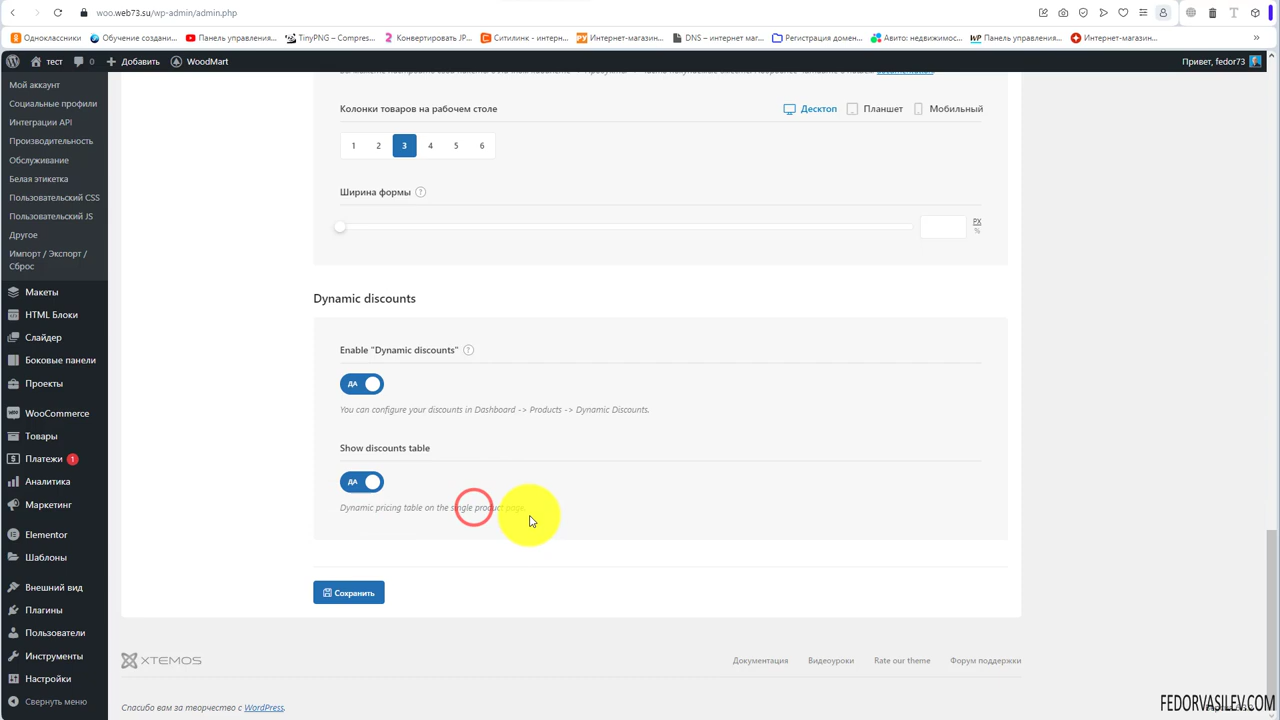 woo.web73.su/wp-admin/admin.php
Одноклассники
Обучение создани...
Панель управления...
TinyPNG – Compres...
Конвертировать JP...
Ситилинк - интерн...
Интернет-магазин...
DNS – интернет маг...
Регистрация домен...
Авито: недвижимос...
Панель управления...
Интернет-магазин...
тест
0
Добавить
WoodMart
Привет, fedor73
Мой аккаунт
Социальные профили
Интеграции API
Производительность
Обслуживание
Белая этикетка
Пользовательский CSS
Пользовательский JS
Другое
Импорт / Экспорт /
Сброс
Макеты
HTML Блоки
Слайдер
Боковые панели
Проекты
WooCommerce
Товары
Платежи 1
Аналитика
Маркетинг
Elementor
Шаблоны
Внешний вид
Плагины
Пользователи
Инструменты
Настройки
Свернуть меню
Колонки товаров на рабочем столе
Десктоп
Планшет
Мобильный
1 2 3 4 5 6
Ширина формы ?
PX
%
Dynamic discounts
Enable "Dynamic discounts" ?
ДА
You can configure your discounts in Dashboard -> Products -> Dynamic Discounts.
Show discounts table
ДА
Dynamic pricing table on the single product page
Сохранить
XTEMOS
Документация
Видеоуроки
Rate our theme
Форум поддержки
Спасибо вам за творчество с WordPress.
FEDORVASILEV.COM